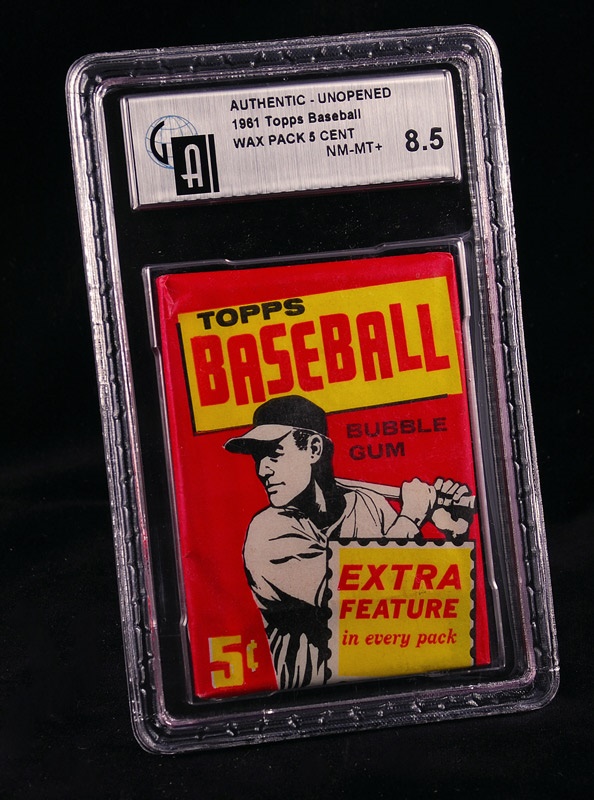 AUTHENTIC - UNOPENED
1961 Topps Baseball
WAX PACK 5 CENT
NM-MT+ 8.5
GA
TOPPS
BASEBALL
BUBBLE
GUM
EXTRA
FEATURE
in every pack
5¢